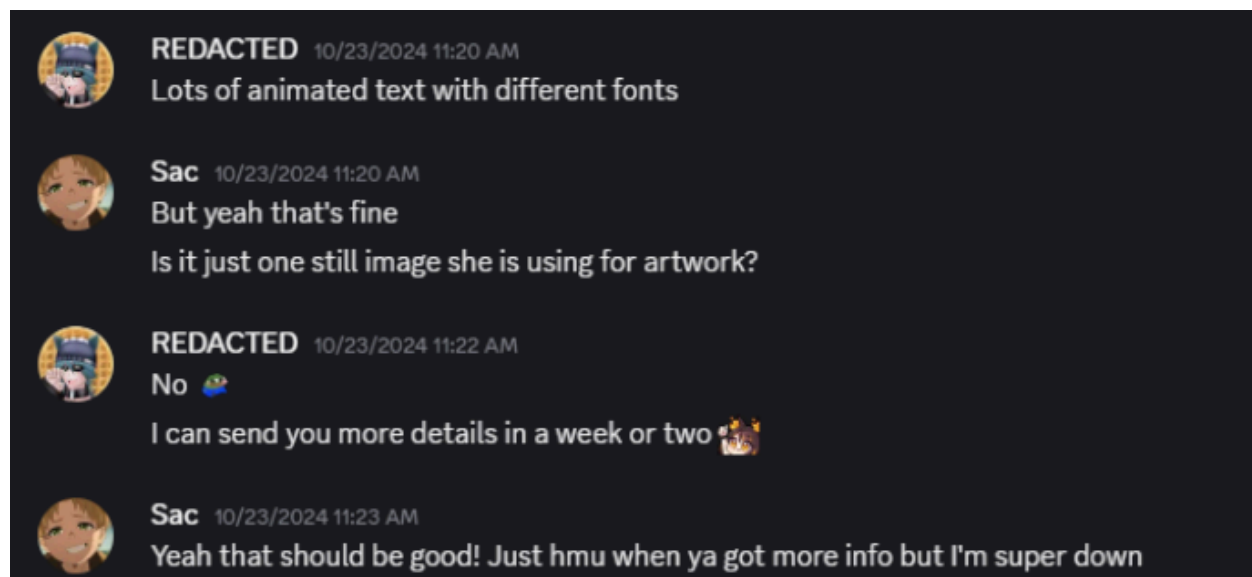 REDACTED 10/23/2024 11:20 AM
Lots of animated text with different fonts
Sac 10/23/2024 11:20 AM
But yeah that's fine
Is it just one still image she is using for artwork?
REDACTED 10/23/2024 11:22 AM
No
I can send you more details in a week or two
Sac 10/23/2024 11:23 AM
Yeah that should be good! Just hmu when ya got more info but I'm super down